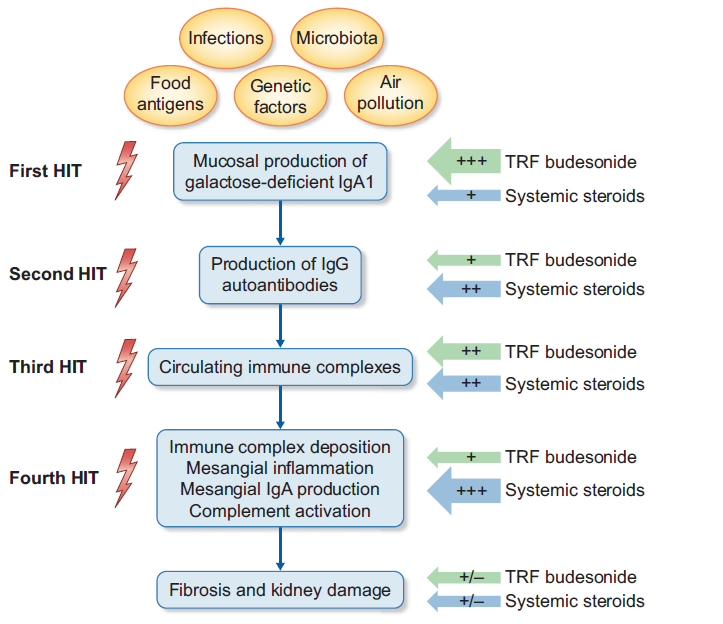 Infections
Microbiota
Food
antigens
Genetic
factors
Air
pollution
First HIT
Mucosal production of
galactose-deficient IgA1
+++ TRF budesonide
+ Systemic steroids
Second HIT
Production of IgG
autoantibodies
+ TRF budesonide
++ Systemic steroids
Third HIT
Circulating immune complexes
++ TRF budesonide
++ Systemic steroids
Fourth HIT
Immune complex deposition
Mesangial inflammation
Mesangial IgA production
Complement activation
+ TRF budesonide
+++ Systemic steroids
Fibrosis and kidney damage
+/– TRF budesonide
+/– Systemic steroids